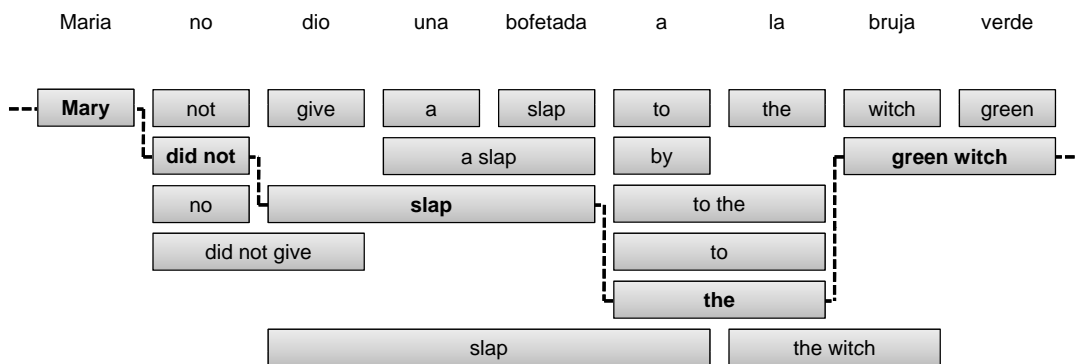 Maria no dio una bofetada a la bruja verde
Mary not give a slap to the witch green
did not a slap by green witch
no slap to the
did not give to
the
slap the witch